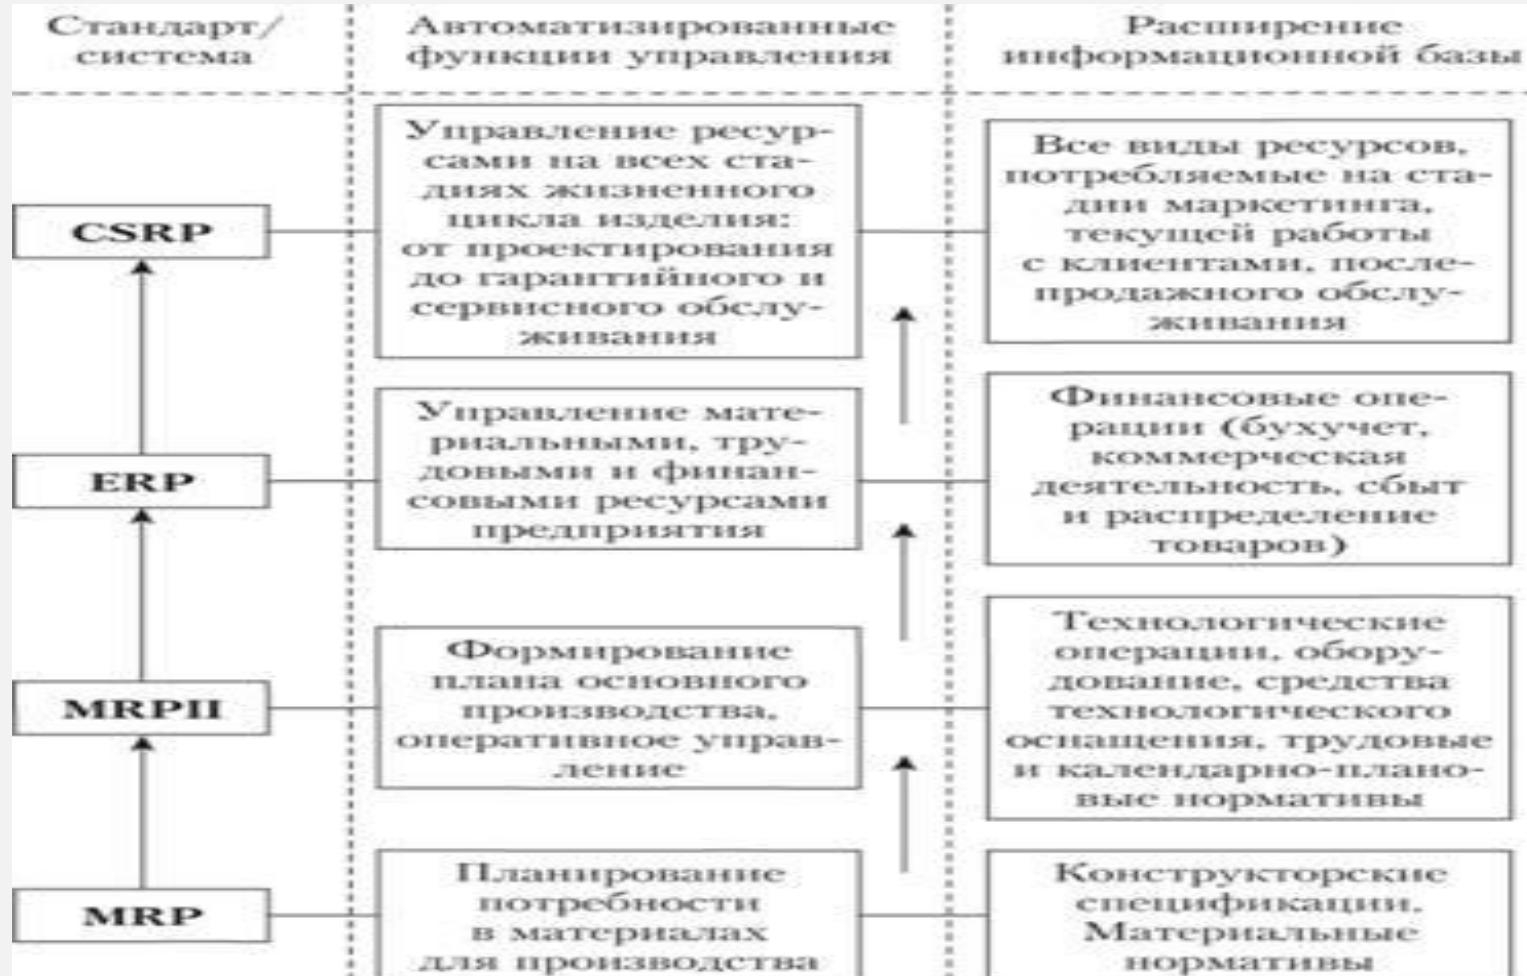 Стандарт/
система
Автоматизированные
функции управления
Расширение
информационной базы
CSRP
Управление ресур-
сами на всех ста-
диях жизненного
цикла изделия:
от проектирования
до гарантийного и
сервисного обслу-
живания
Все виды ресурсов,
потребляемые на ста-
дии маркетинга,
текущей работы
с клиентами, после-
продажного обслу-
живания
ERP
Управление мате-
риальными, тру-
довыми и финан-
совыми ресурсами
предприятия
Финансовые опе-
рации (бухучет,
коммерческая
деятельность, сбыт
и распределение
товаров)
MRPII
Формирование
плана основного
производства,
оперативное управ-
ление
Технологические
операции, обору-
дование, средства
технологического
оснащения, трудовые
и календарно-плано-
вые нормативы
MRP
Планирование
потребности
в материалах
для производства
Конструкторские
спецификации.
Материальные
нормативы